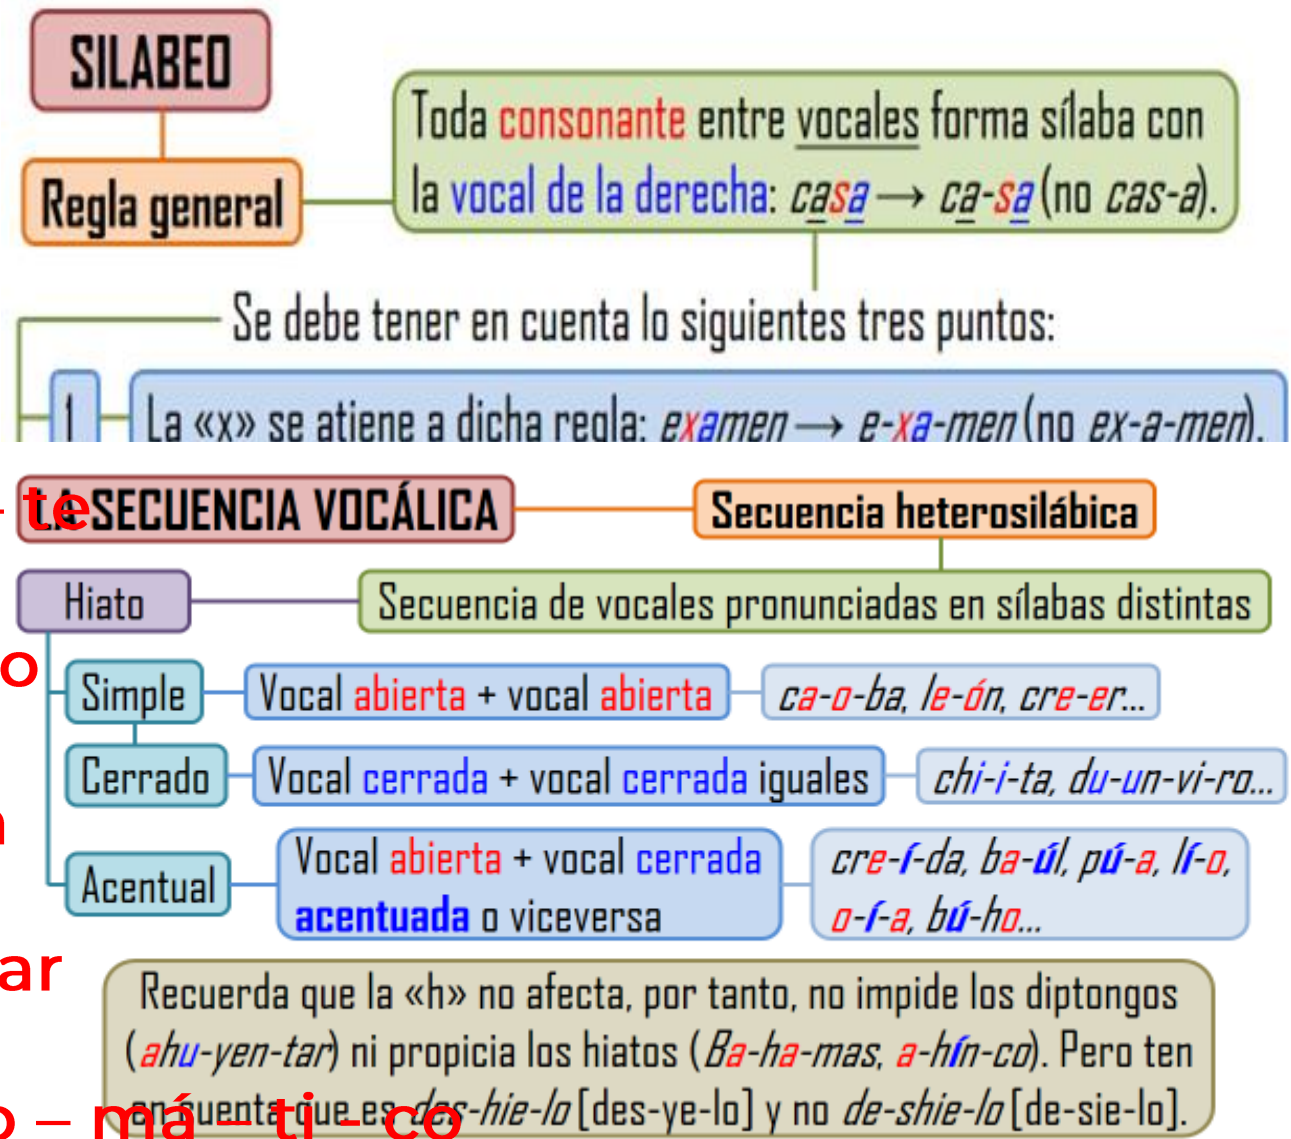 SILABEO
Regla general
Toda consonante entre vocales forma sílaba con
la vocal de la derecha: casa → ca-sa (no cas-a).
Se debe tener en cuenta lo siguientes tres puntos:
1
La «x» se atiene a dicha regla: examen → e-xa-men (no ex-a-men).
- te
LA SECUENCIA VOCÁLICA
Secuencia heterosilábica
Hiato
Secuencia de vocales pronunciadas en sílabas distintas
o
Simple
Vocal abierta + vocal abierta
ca-o-ba, le-ón, cre-er...
Cerrado
Vocal cerrada + vocal cerrada iguales
chi-i-ta, du-un-vi-ro...
Acentual
Vocal abierta + vocal cerrada
acentuada o viceversa
cre-í-da, ba-úl, pú-a, lí-o,
o-í-a, bú-ho...
ar
Recuerda que la «h» no afecta, por tanto, no impide los diptongos
(ahu-yen-tar) ni propicia los hiatos (Ba-ha-mas, a-hín-co). Pero ten
en cuenta que es des-hie-lo [des-ye-lo] y no de-shie-lo [de-sie-lo].
o – má – ti - co